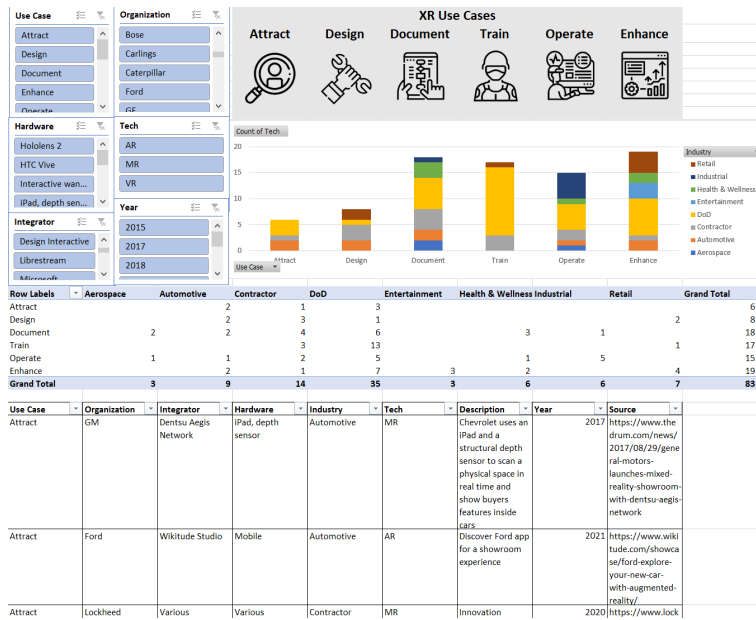 Use Case
Attract
Design
Document
Enhance
Operate
Organization
Bose
Carlings
Caterpillar
Ford
GE
Hardware
Hololens 2
HTC Vive
Interactive wan...
iPad, depth sen...
Tech
AR
MR
VR
Integrator
Design Interactive
Librestream
Microsoft
Year
2015
2017
2018
XR Use Cases
Attract Design Document Train Operate Enhance
Count of Tech
20
15
10
5
0
Attract Design Document Train Operate Enhance
Use Case
Industry
Retail
Industrial
Health & Wellness
Entertainment
DoD
Contractor
Automotive
Aerospace
Row Labels Aerospace Automotive Contractor DoD Entertainment Health & Wellness Industrial Retail Grand Total
Attract 2 1 3 6
Design 2 3 1 2 8
Document 2 2 4 6 3 1 18
Train 3 13 1 17
Operate 1 1 2 5 1 5 15
Enhance 2 1 7 3 2 4 19
Grand Total 3 9 14 35 3 6 6 7 83
Use Case Organization Integrator Hardware Industry Tech Description Year Source
Attract GM Dentsu Aegis iPad, depth Automotive MR Chevrolet uses an 2017 https://www.the
Network sensor iPad and a drum.com/news/
structural depth 2017/08/29/gene
sensor to scan a ral-motors-
physical space in launches-mixed-
real time and reality-showroom-
show buyers with-dentsu-aegis-
features inside network
cars
Attract Ford Wikitude Studio Mobile Automotive AR Discover Ford app 2021 https://www.wiki
for a showroom tude.com/showca
experience se/ford-explore-
your-new-car-
with-augmented-
reality/
Attract Lockheed Various Various Contractor MR Innovation 2020 https://www.lock